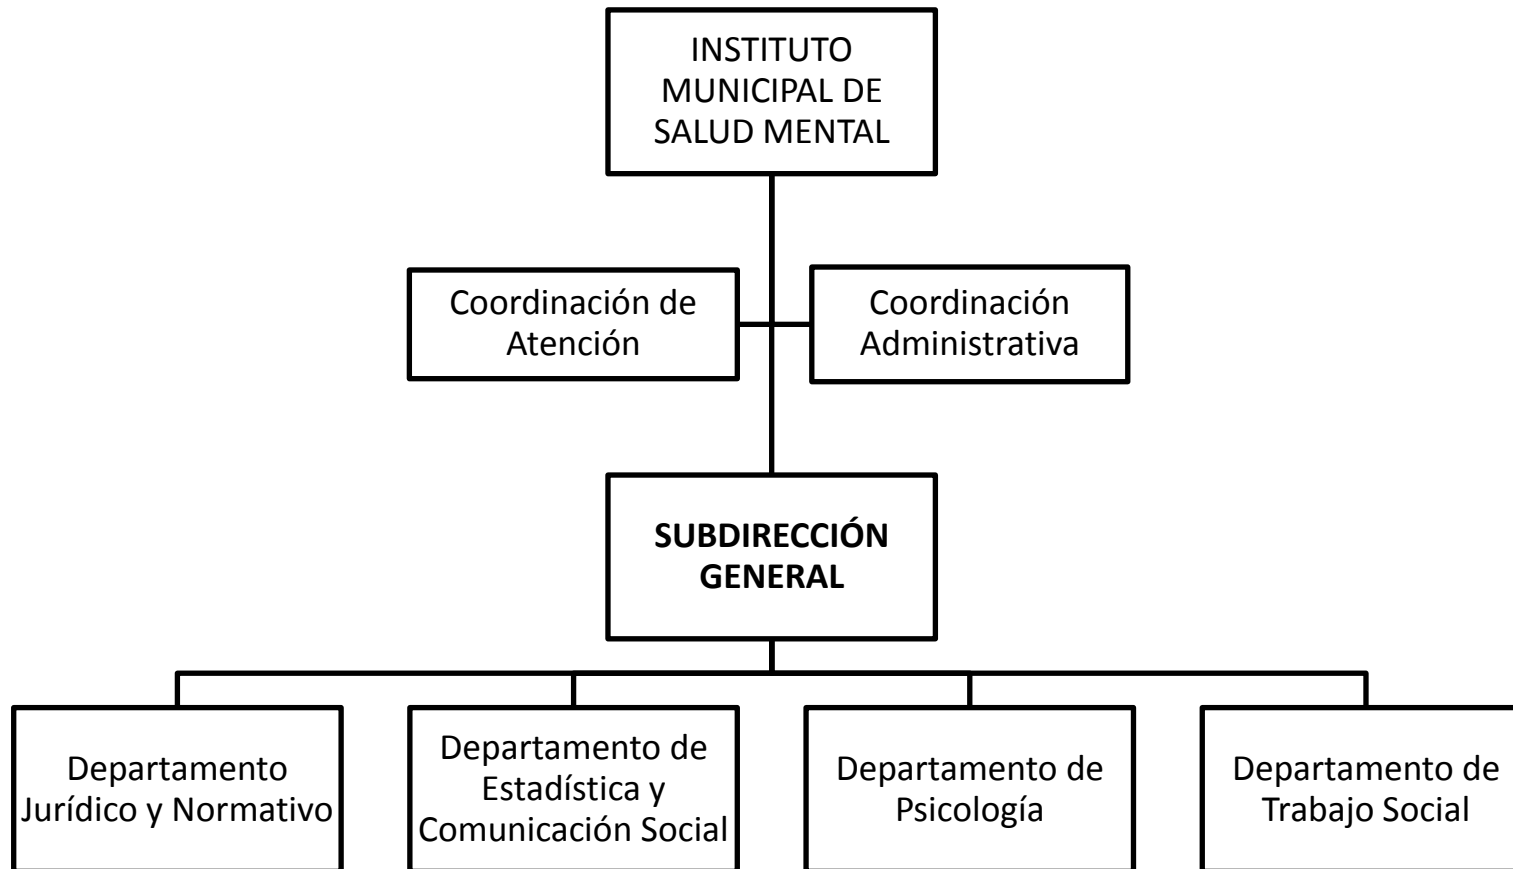 INSTITUTO
MUNICIPAL DE
SALUD MENTAL
Coordinación de
Atención
Coordinación
Administrativa
SUBDIRECCIÓN
GENERAL
Departamento
Jurídico y Normativo
Departamento de
Estadística y
Comunicación Social
Departamento de
Psicología
Departamento de
Trabajo Social